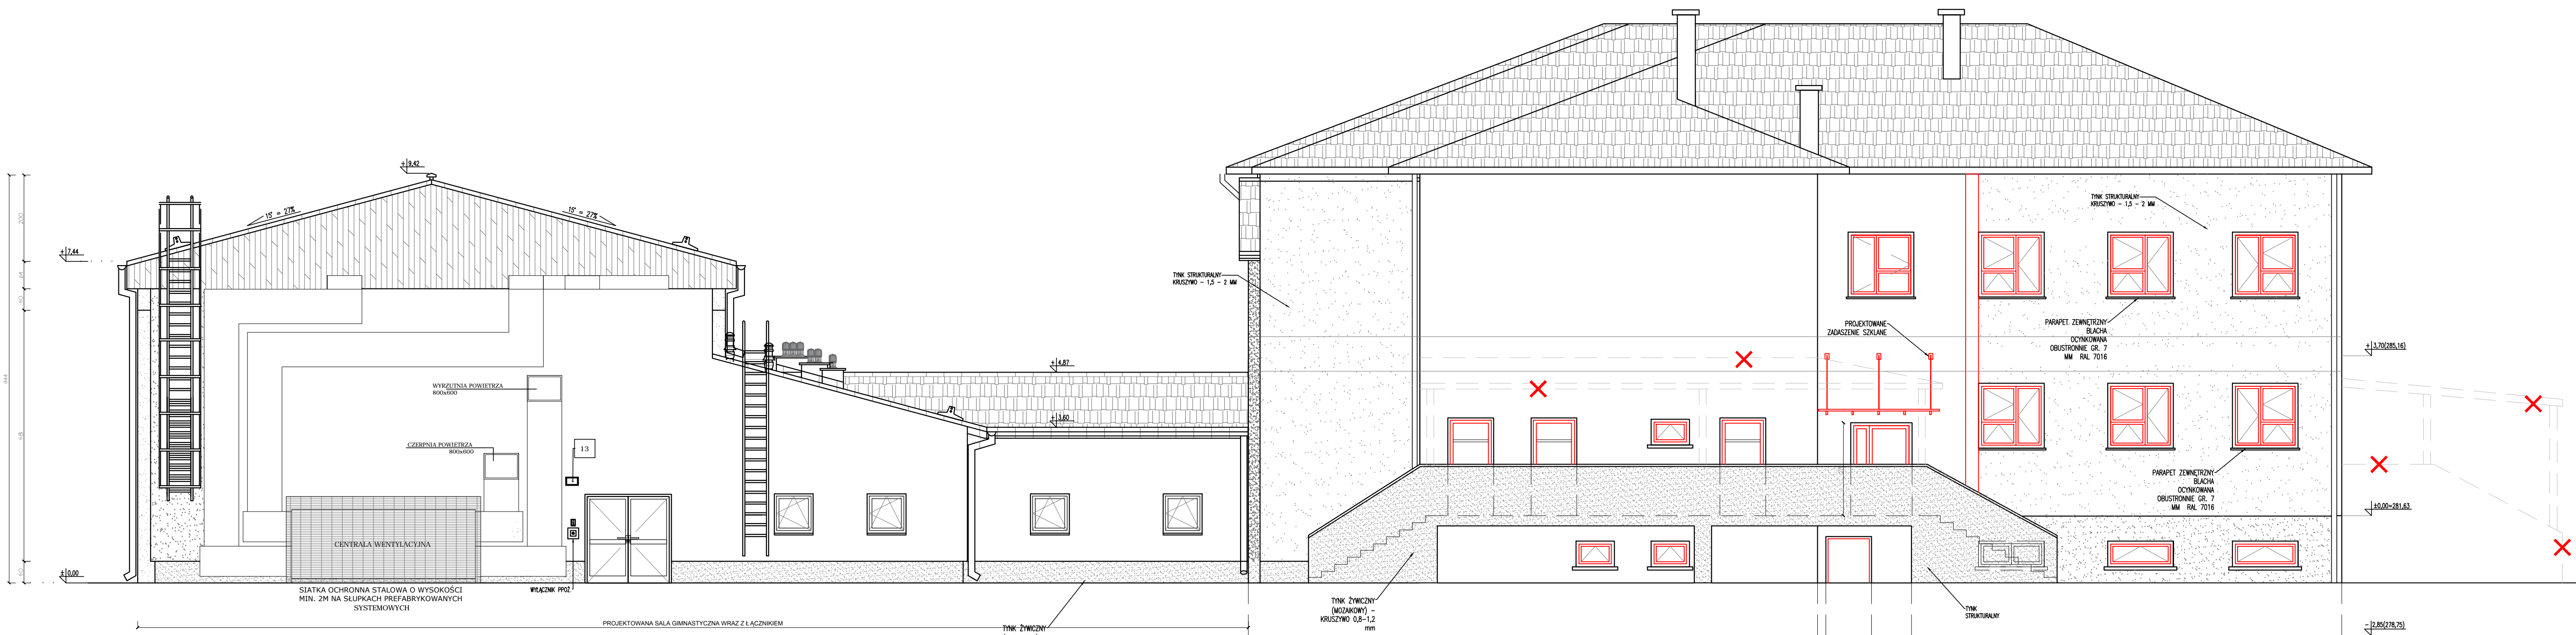 + 9,42
15° = 27%
15° = 27%
+ 7,44
200
64
50
944
TYNK STRUKTURALNY
KRUSZYWO - 1,5 - 2 MM
TYNK STRUKTURALNY
KRUSZYWO - 1,5 - 2 MM
PROJEKTOWANE
ZADASZENIE SZKLANE
PARAPET ZEWNĘTRZNY
BLACHA
OCYNKOWANA
OBUSTRONNIE GR. 7
MM RAL 7016
+ 3,70(285,16)
+ 4,87
+ 3,60
WYRZUTNIA POWIETRZA
800x600
CZERPNIA POWIETRZA
800x600
13
PARAPET ZEWNĘTRZNY
BLACHA
OCYNKOWANA
OBUSTRONNIE GR. 7
MM RAL 7016
±0,00=281,63
CENTRALA WENTYLACYJNA
± 0,00
SIATKA OCHRONNA STALOWA O WYSOKOŚCI
MIN. 2M NA SŁUPKACH PREFABRYKOWANYCH
SYSTEMOWYCH
WYŁĄCZNIK PPOŻ.
TYNK ŻYWICZNY
(MOZAIKOWY) -
KRUSZYWO 0,8-1,2
mm
TYNK
STRUKTURALNY
PROJEKTOWANA SALA GIMNASTYCZNA WRAZ Z ŁĄCZNIKIEM
TYNK ŻYWICZNY
- 2,85(278,75)